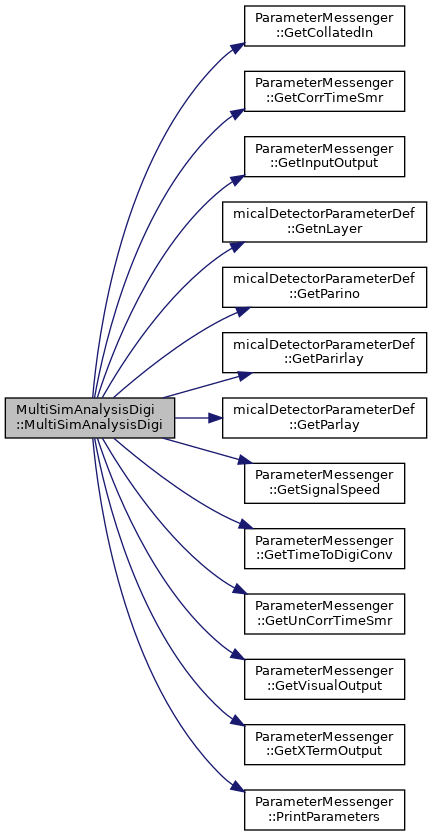 ParameterMessenger
::GetCollatedIn
ParameterMessenger
::GetCorrTimeSmr
ParameterMessenger
::GetInputOutput
micalDetectorParameterDef
::GetnLayer
micalDetectorParameterDef
::GetParino
micalDetectorParameterDef
::GetParirlay
MultiSimAnalysisDigi
::MultiSimAnalysisDigi
micalDetectorParameterDef
::GetParlay
ParameterMessenger
::GetSignalSpeed
ParameterMessenger
::GetTimeToDigiConv
ParameterMessenger
::GetUnCorrTimeSmr
ParameterMessenger
::GetVisualOutput
ParameterMessenger
::GetXTermOutput
ParameterMessenger
::PrintParameters